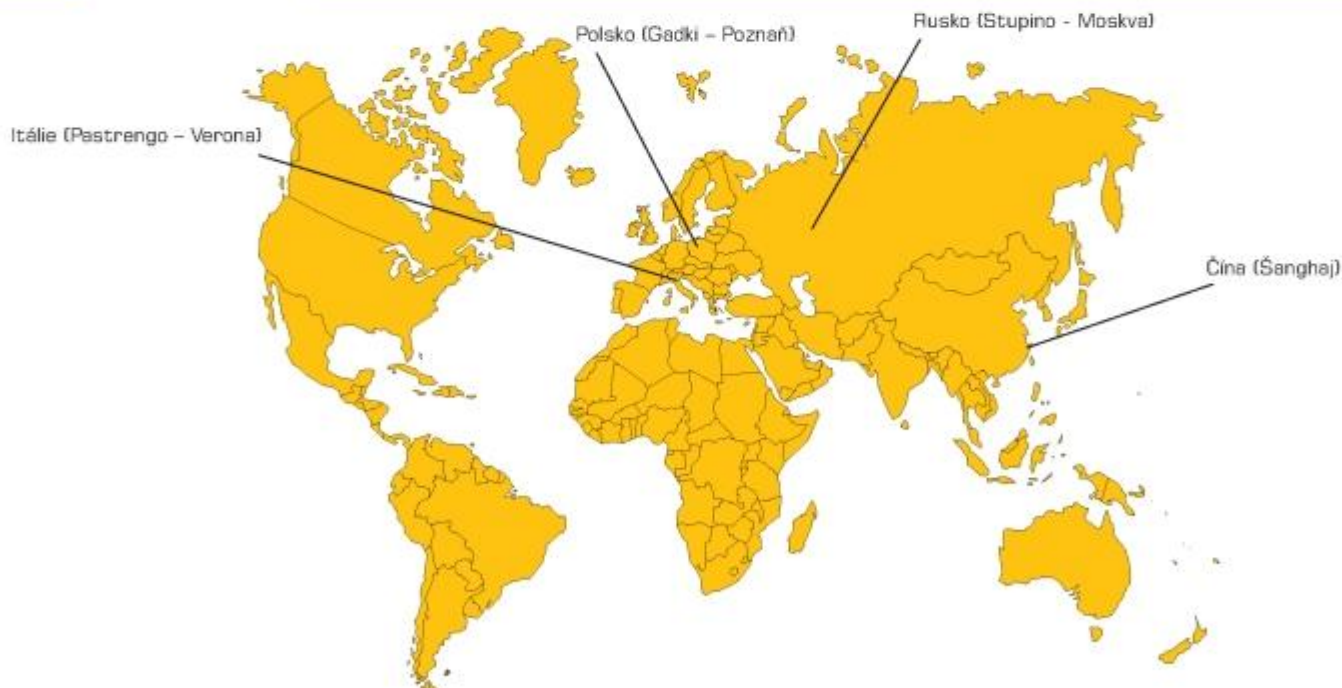 Rusko (Stupino - Moskva)
Polsko (Gadki – Poznaň)
Itálie (Pastrengo – Verona)
Čína (Šanghaj)